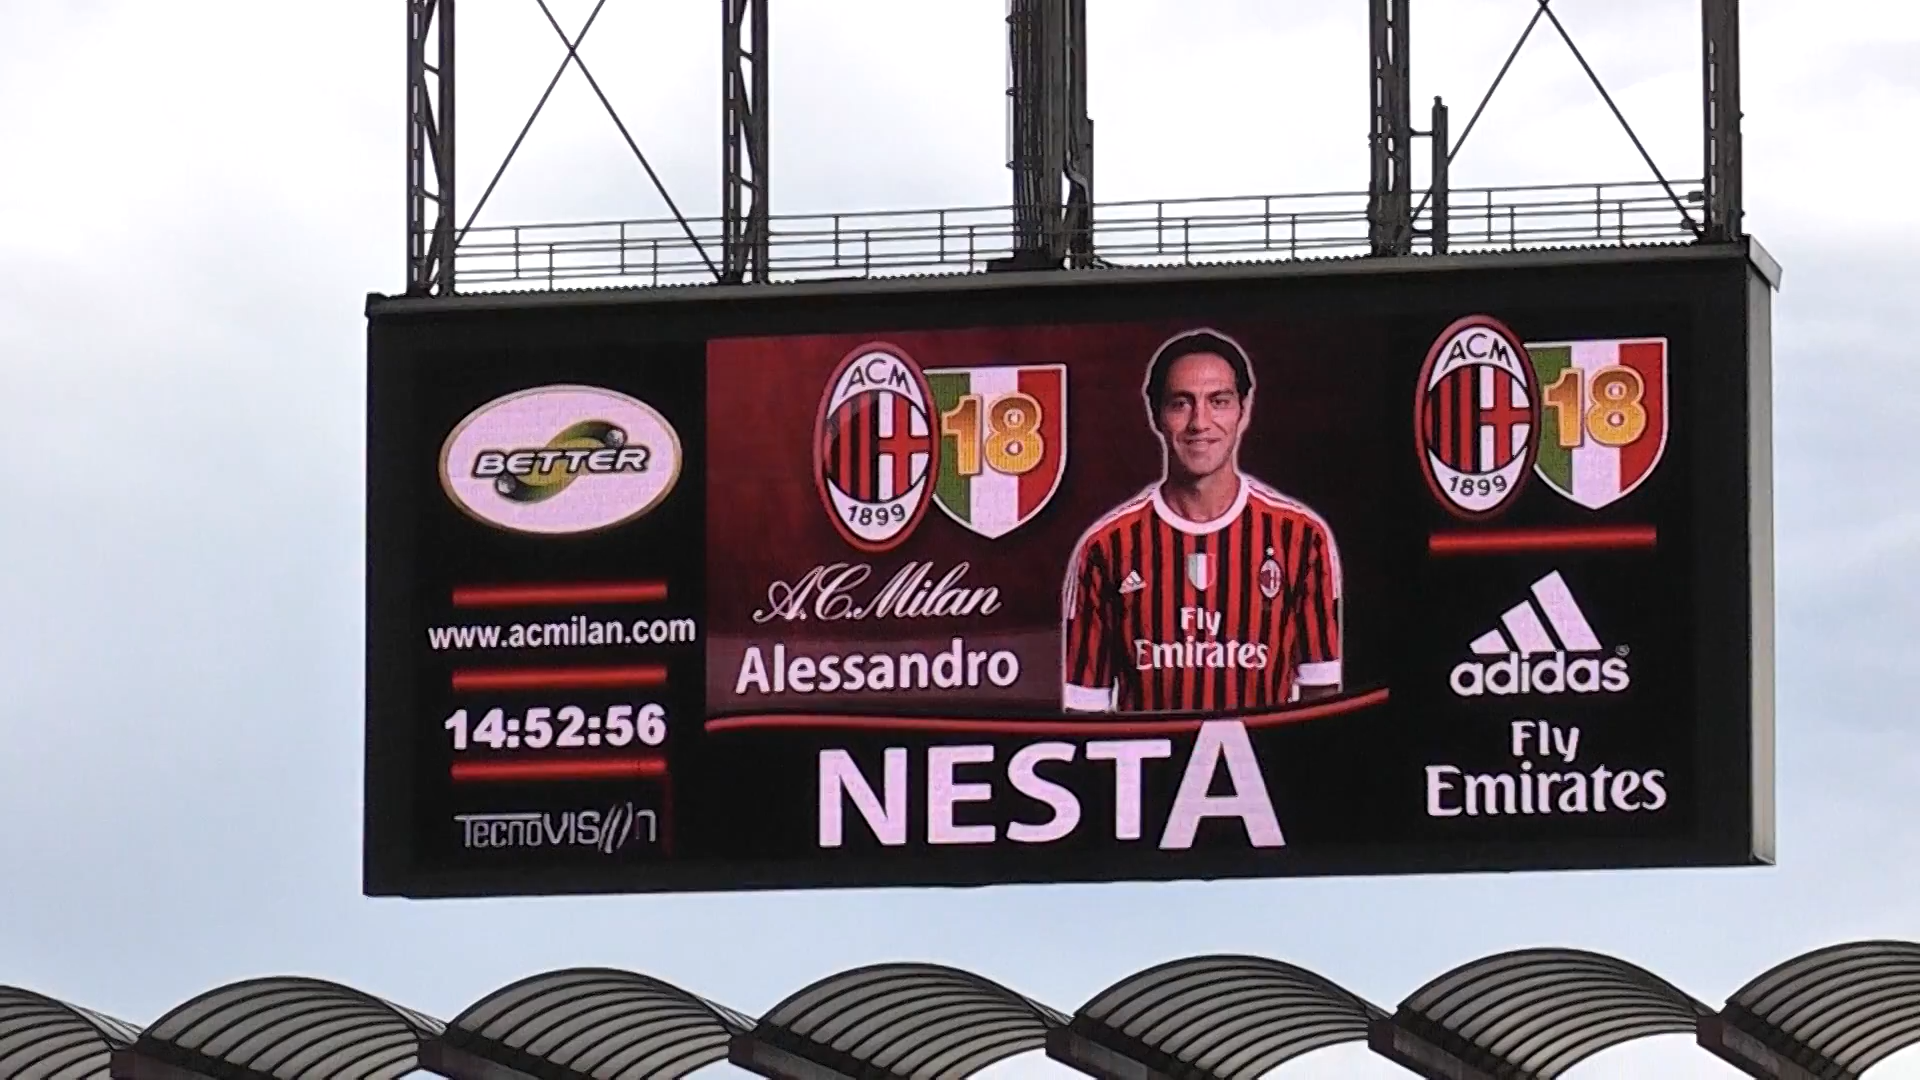 BETTER
www.acmilan.com
14:52:56
TecnoVISIon
ACM
1899
18
A.C.Milan
Alessandro
NESTA
Fly
Emirates
ACM
1899
18
adidas®
Fly
Emirates